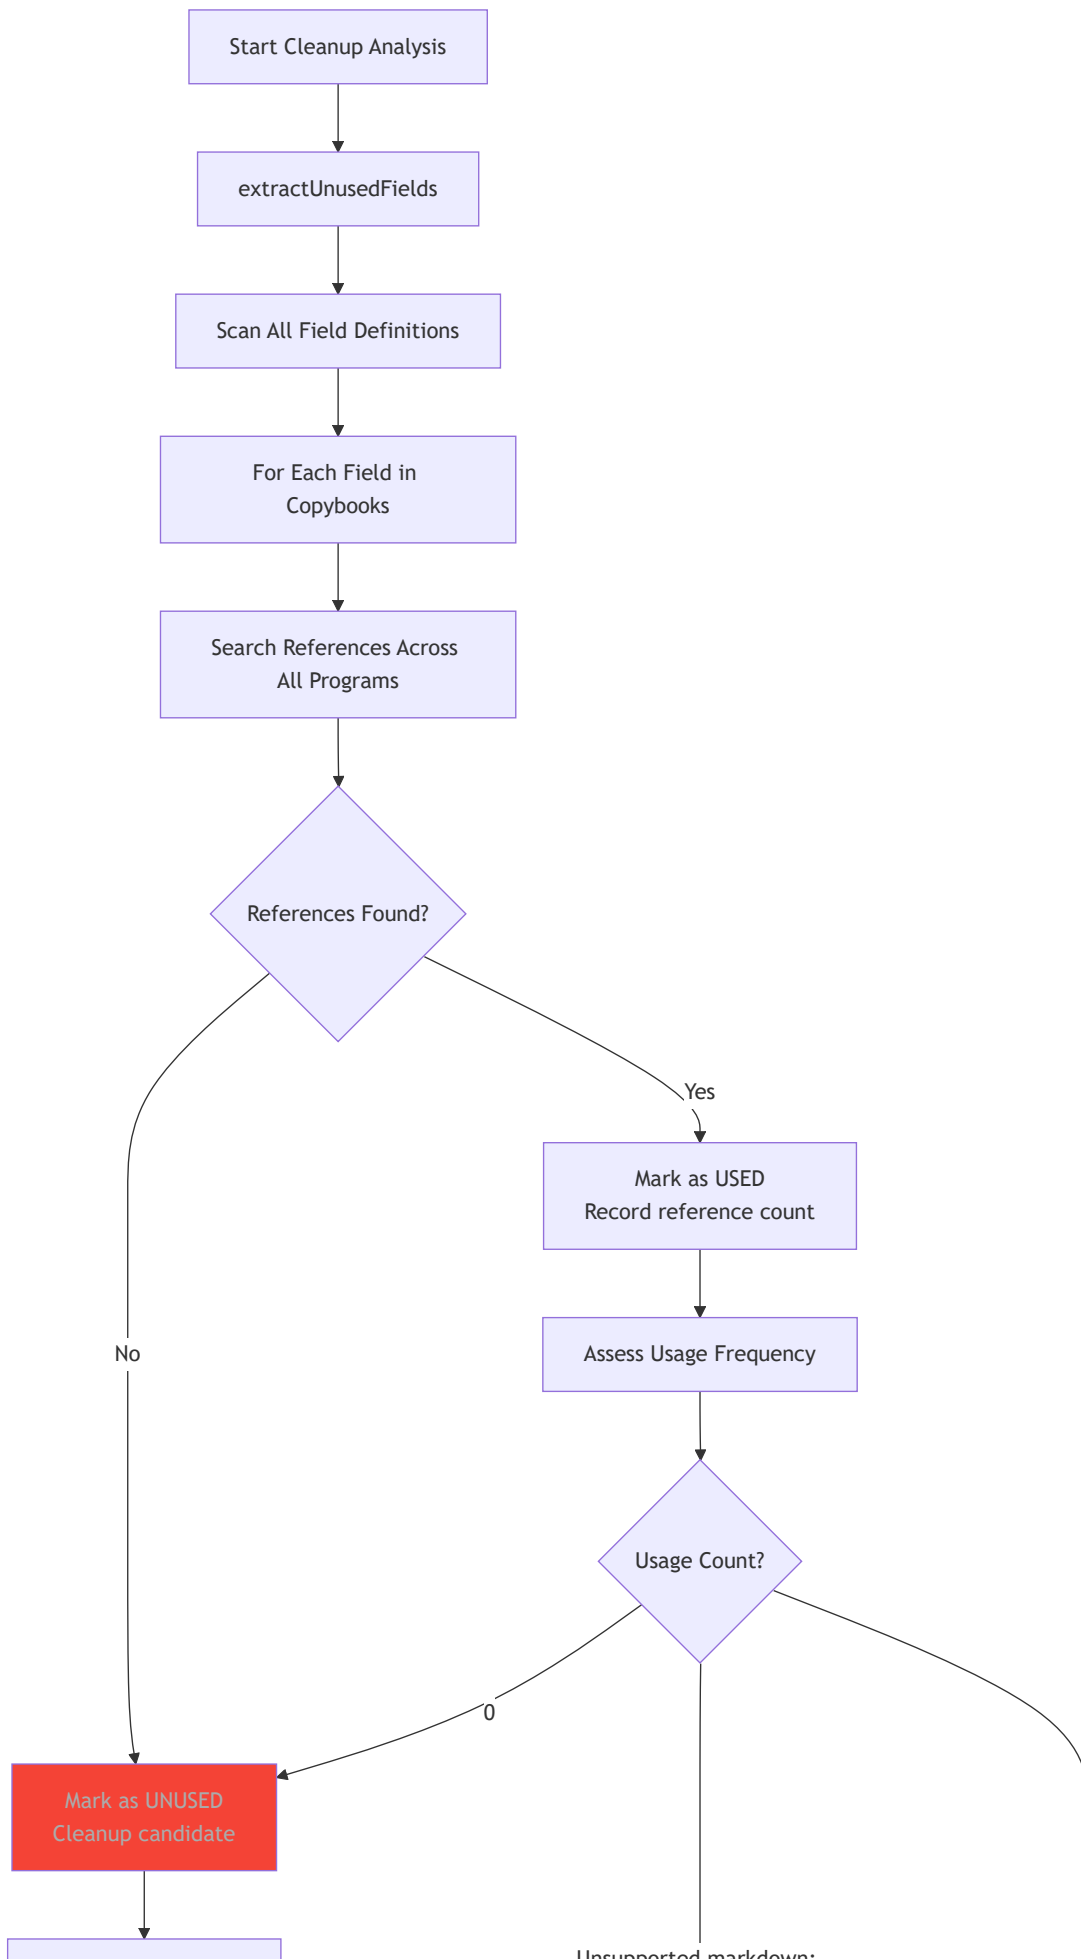 Start Cleanup Analysis
extractUnusedFields
Scan All Field Definitions
For Each Field in
Copybooks
Search References Across
All Programs
References Found?
Yes
Mark as USED
Record reference count
No
Assess Usage Frequency
Usage Count?
0
Mark as UNUSED
Cleanup candidate
Unsupported markdown: